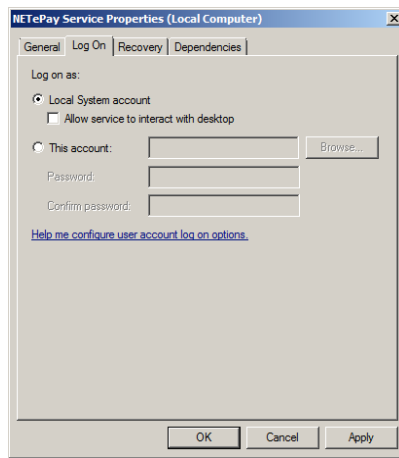 NETePay Service Properties (Local Computer)
General Log On Recovery Dependencies
Log on as:
Local System account
Allow service to interact with desktop
This account:
Browse...
Password:
Confirm password:
Help me configure user account log on options.
OK Cancel Apply